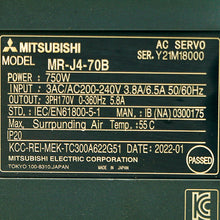 AC SERVO
MITSUBISHI SER. Y21M18000
MODEL MR-J4-70B
POWER : 750W
INPUT : 3AC/AC200-240V 3.8A/6.5A 50/60Hz
OUTPUT: 3PH170V 0-360Hz 5.8A
STD.: IEC/EN61800-5-1 MAN.: IB (NA) 0300175
Max. Surrounding Air Temp.: 55°C
IP20
KCC-REI-MEK-TC300A622G51 DATE: 2022-01
MITSUBISHI ELECTRIC CORPORATION
TOKYO 100-8310, JAPAN
PASSED